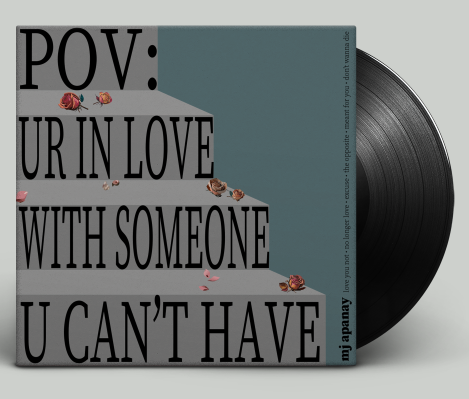 POV:
UR IN LOVE
WITH SOMEONE
U CAN'T HAVE
mj apanay love you not • no longer love • excuse • the opposite • meant for you • don't wanna die